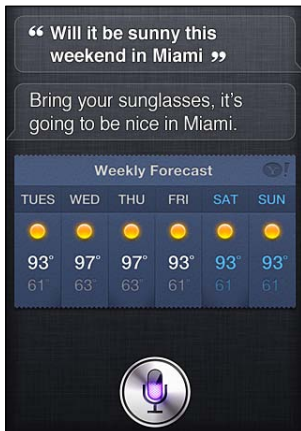 “ Will it be sunny this
weekend in Miami ”
Bring your sunglasses, it's
going to be nice in Miami.
Weekly Forecast Y!
TUES WED THU FRI SAT SUN
93° 97° 97° 93° 93° 93°
61° 63° 63° 61° 61 61